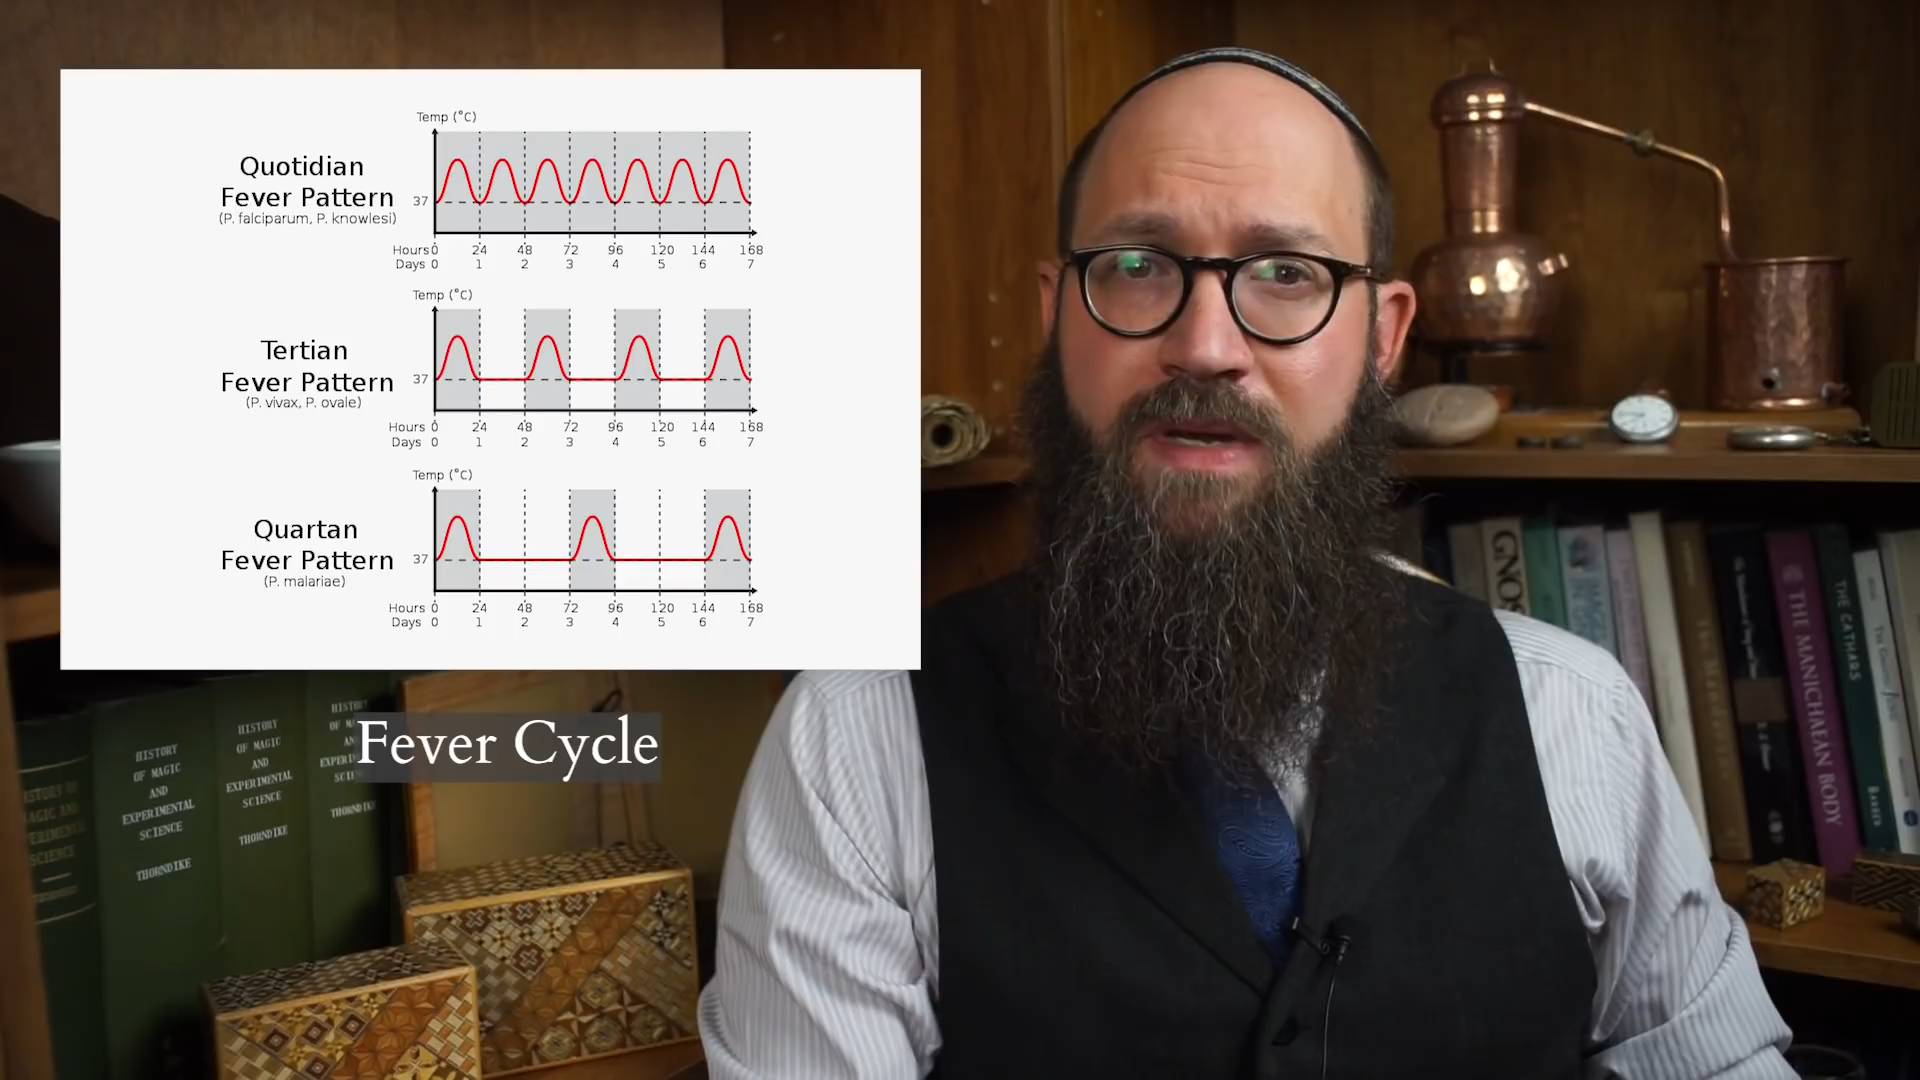 Temp (°C)
Quotidian
Fever Pattern
(P. falciparum, P. knowlesi)
37
Hours 0 24 48 72 96 120 144 168
Days 0 1 2 3 4 5 6 7
Temp (°C)
Tertian
Fever Pattern
(P. vivax, P. ovale)
37
Hours 0 24 48 72 96 120 144 168
Days 0 1 2 3 4 5 6 7
Temp (°C)
Quartan
Fever Pattern
(P. malariae)
37
Hours 0 24 48 72 96 120 144 168
Days 0 1 2 3 4 5 6 7
Fever Cycle
HISTORY
OF MAGIC
AND
EXPERIMENTAL
SCIENCE
THORNDIKE
HISTORY
OF MAGIC
AND
EXPERIMENTAL
SCIENCE
THORNDIKE
THORNDIKE
GNOS
THE MANICHAEAN BODY
THE CATHARS
BARBER